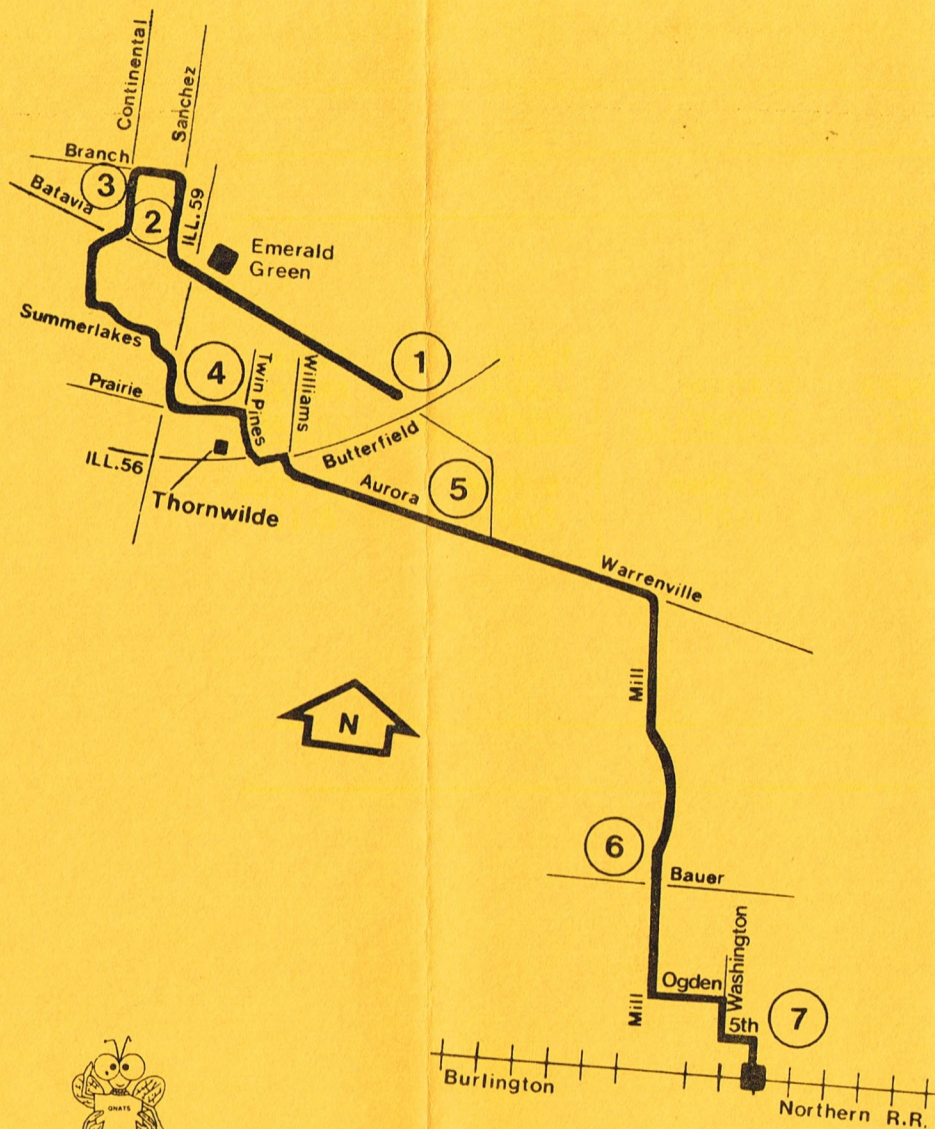 Continental
Sanchez
Branch
3
Batavia
2
ILL. 59
Emerald
Green
Summerlakes
1
4
Twin Pines
Williams
Prairie
Butterfield
ILL.56
Aurora
5
Thornwilde
Warrenville
Mill
N
6
Bauer
Washington
Ogden
Mill
5th
7
Burlington
Northern R.R.
GNATS